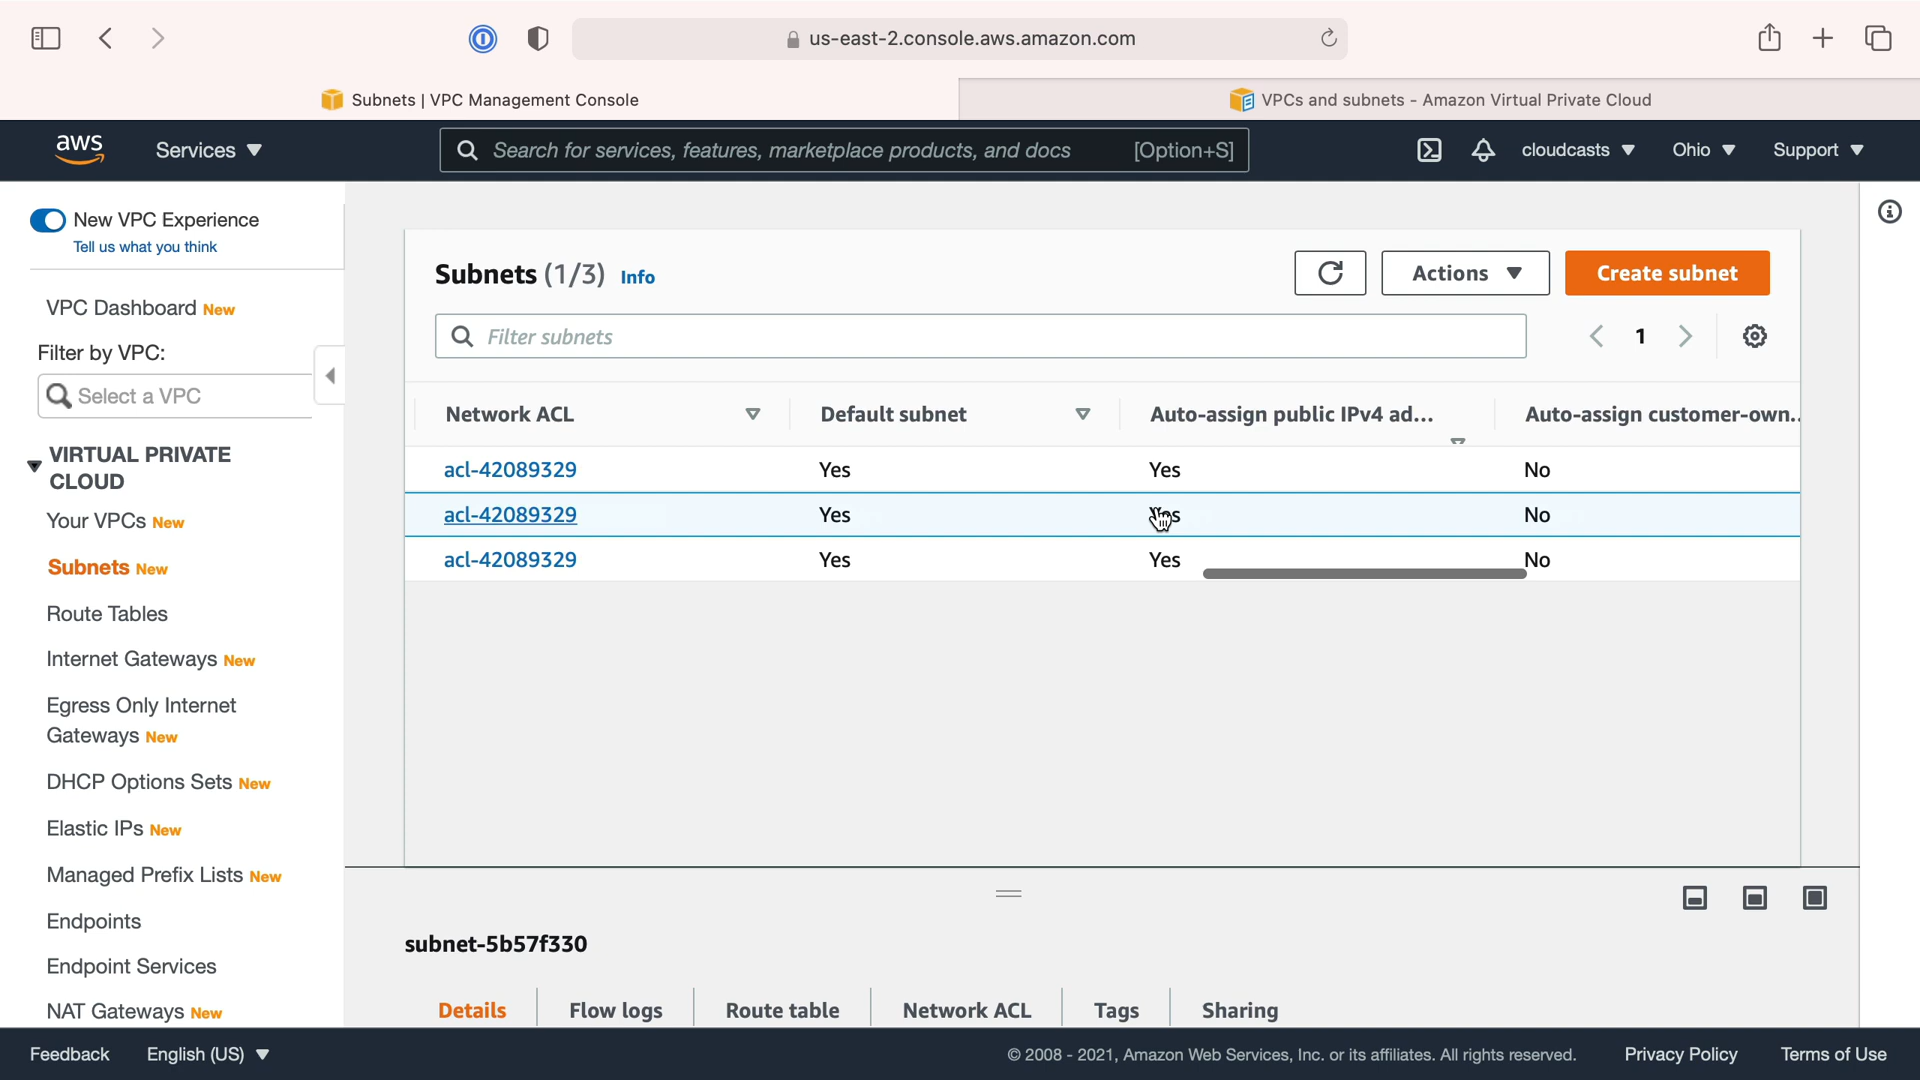 us-east-2.console.aws.amazon.com
Subnets | VPC Management Console
VPCs and subnets - Amazon Virtual Private Cloud
aws
Services
Search for services, features, marketplace products, and docs
[Option+S]
cloudcasts
Ohio
Support
New VPC Experience
Tell us what you think
VPC Dashboard New
Filter by VPC:
Select a VPC
VIRTUAL PRIVATE
CLOUD
Your VPCs New
Subnets New
Route Tables
Internet Gateways New
Egress Only Internet
Gateways New
DHCP Options Sets New
Elastic IPs New
Managed Prefix Lists New
Endpoints
Endpoint Services
NAT Gateways New
Subnets (1/3) Info
Actions
Create subnet
Filter subnets
1
Network ACL Default subnet Auto-assign public IPv4 ad... Auto-assign customer-own...
acl-42089329 Yes Yes No
acl-42089329 Yes Yes No
acl-42089329 Yes Yes No
subnet-5b57f330
Details Flow logs Route table Network ACL Tags Sharing
Feedback English (US) © 2008 - 2021, Amazon Web Services, Inc. or its affiliates. All rights reserved. Privacy Policy Terms of Use